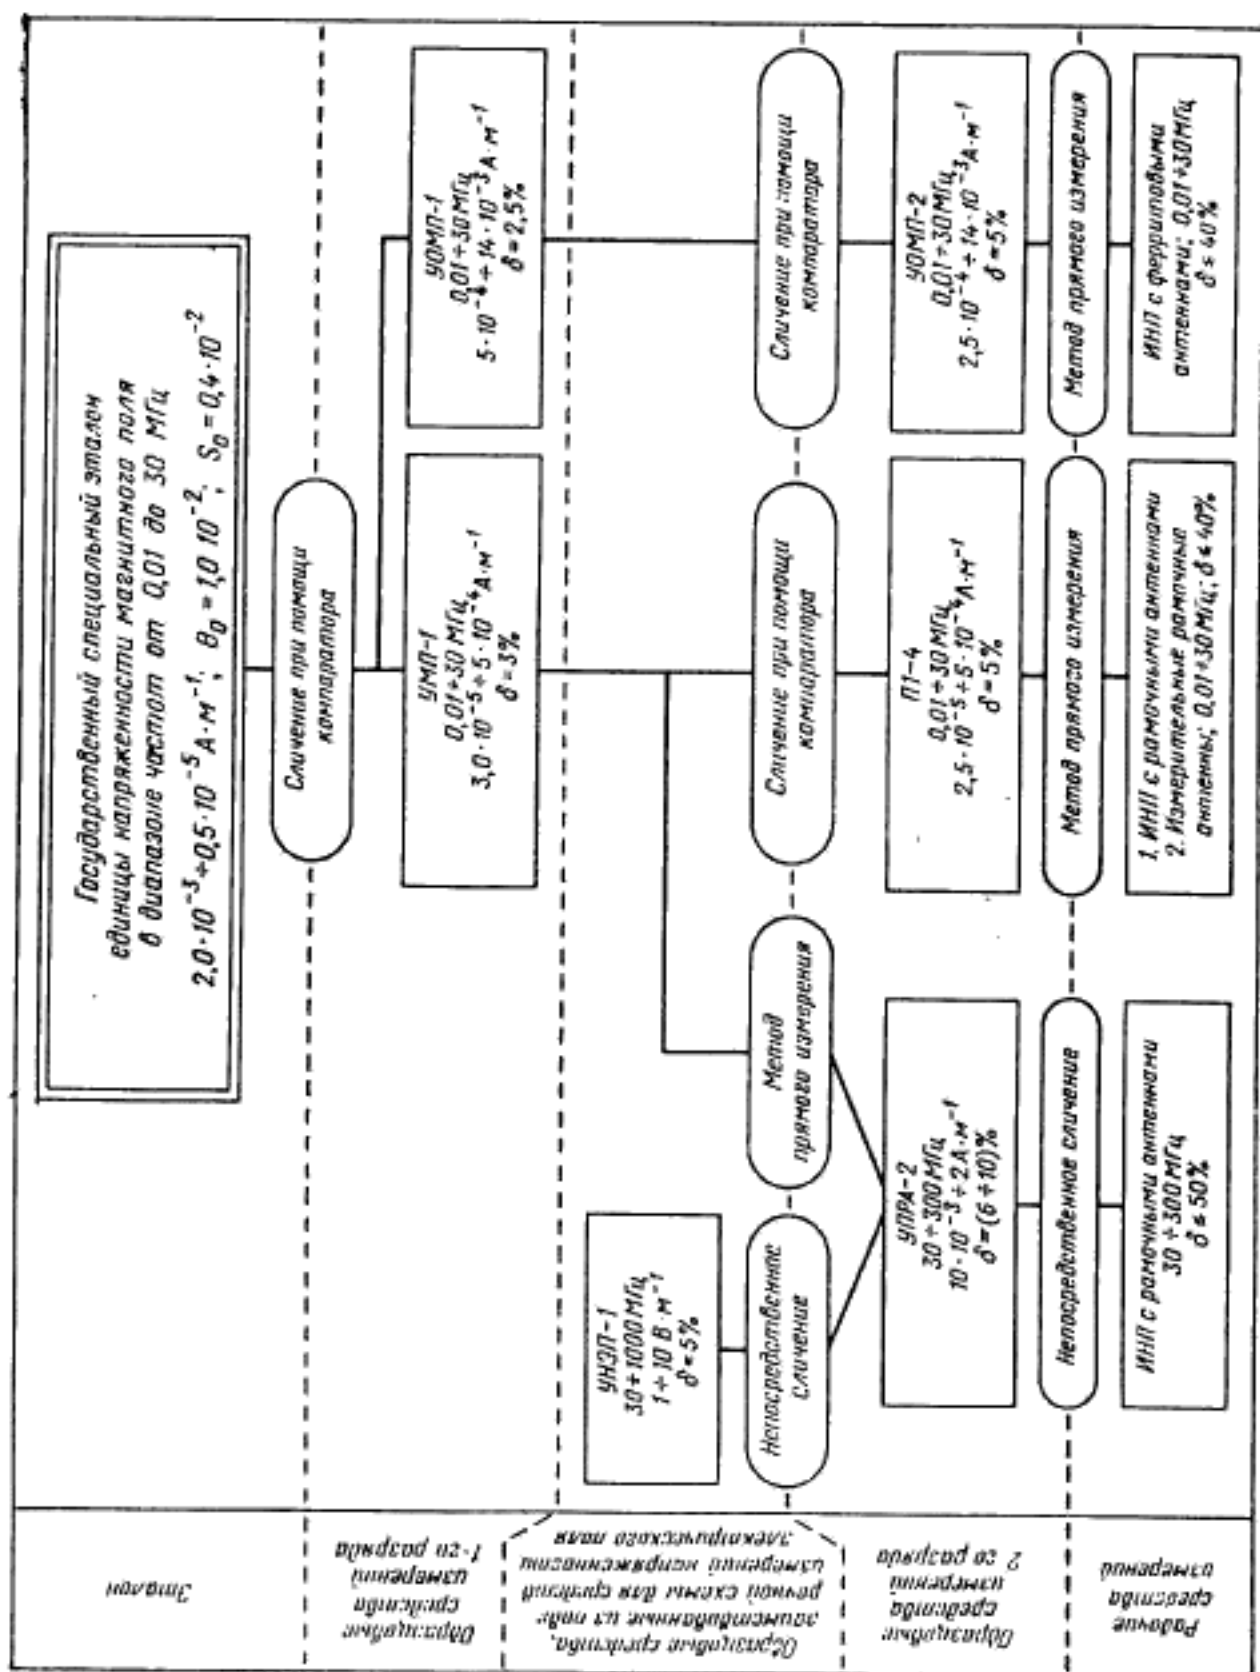 Эталон
Государственный специальный эталон
единицы напряженности магнитного поля
в диапазоне частот от 0,01 до 30 МГц
2,0·10⁻³÷0,5·10⁻⁵ А·м⁻¹; θ₀=1,0 10⁻²; S₀=0,4·10⁻²
Сличение при помощи
компаратора
Образцовые
средства
измерений
1-го разряда
УМП-1
0,01÷30 МГц
3,0·10⁻⁵÷5·10⁻⁴ А·м⁻¹
δ=3%
УОМП-1
0,01÷30 МГц
5·10⁻⁴÷14·10⁻³ А·м⁻¹
δ=2,5%
Образцовые средства,
заимствованные из пове-
рочной схемы для средств
измерений напряженности
электрического поля
УНЭП-1
30÷1000 МГц
1÷10 В·м⁻¹
δ=5%
Непосредственное
сличение
Метод
прямого измерения
Сличение при помощи
компаратора
Сличение при помощи
компаратора
Образцовые
средства
измерений
2 го разряда
УПРА-2
30÷300 МГц
10·10⁻³÷2 А·м⁻¹
δ=(6÷10)%
П1-4
0,01÷30 МГц
2,5·10⁻⁵÷5·10⁻⁴ А·м⁻¹
δ=5%
УОМП-2
0,01÷30 МГц
2,5·10⁻⁴÷14·10⁻³ А·м⁻¹
δ=5%
Непосредственное сличение
Метод прямого измерения
Метод прямого измерения
Рабочие
средства
измерений
ИНП с рамочными антеннами
30÷300 МГц
δ≤50%
1. ИНП с рамочными антеннами
2. Измерительные рамочные
антенны; 0,01÷30 МГц; δ≤40%
ИНП с ферритовыми
антеннами; 0,01÷30 МГц
δ≤40%